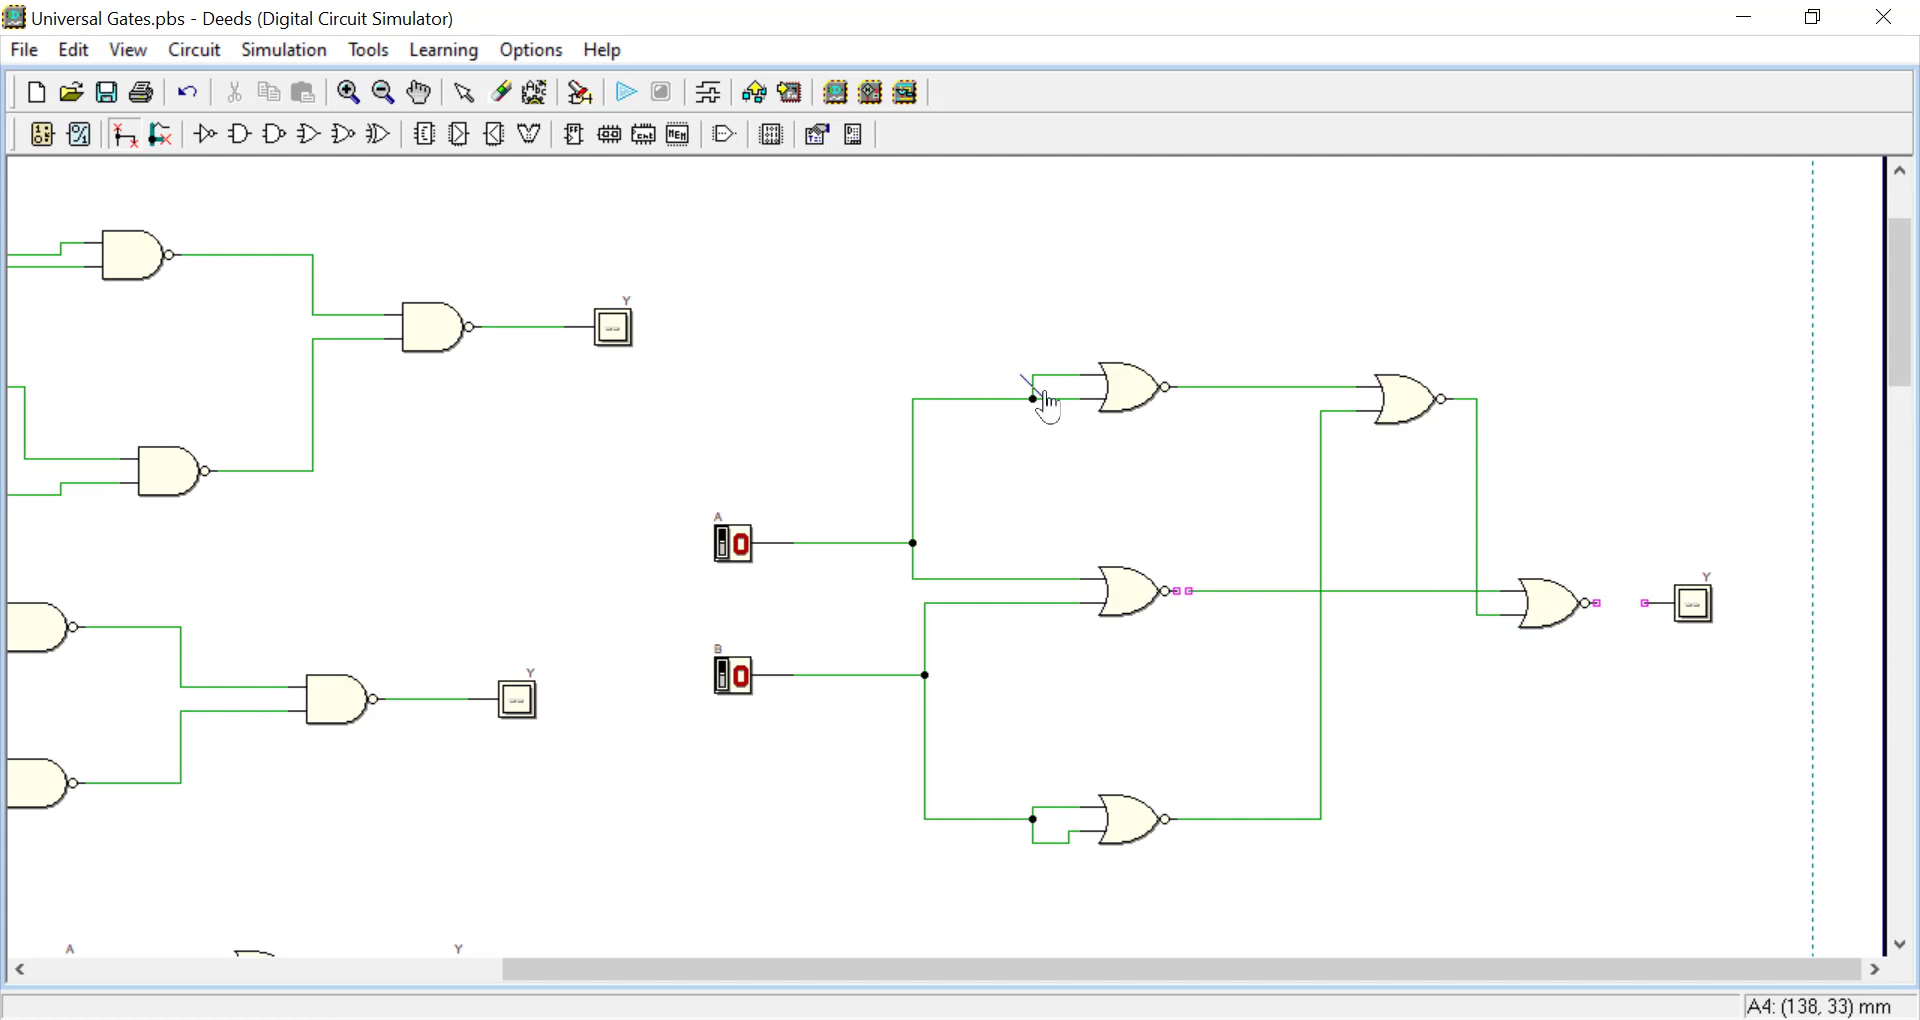 Universal Gates.pbs - Deeds (Digital Circuit Simulator)
File Edit View Circuit Simulation Tools Learning Options Help
Y
A
0
Y
B
0
Y
A Y
A4: (138, 33) mm